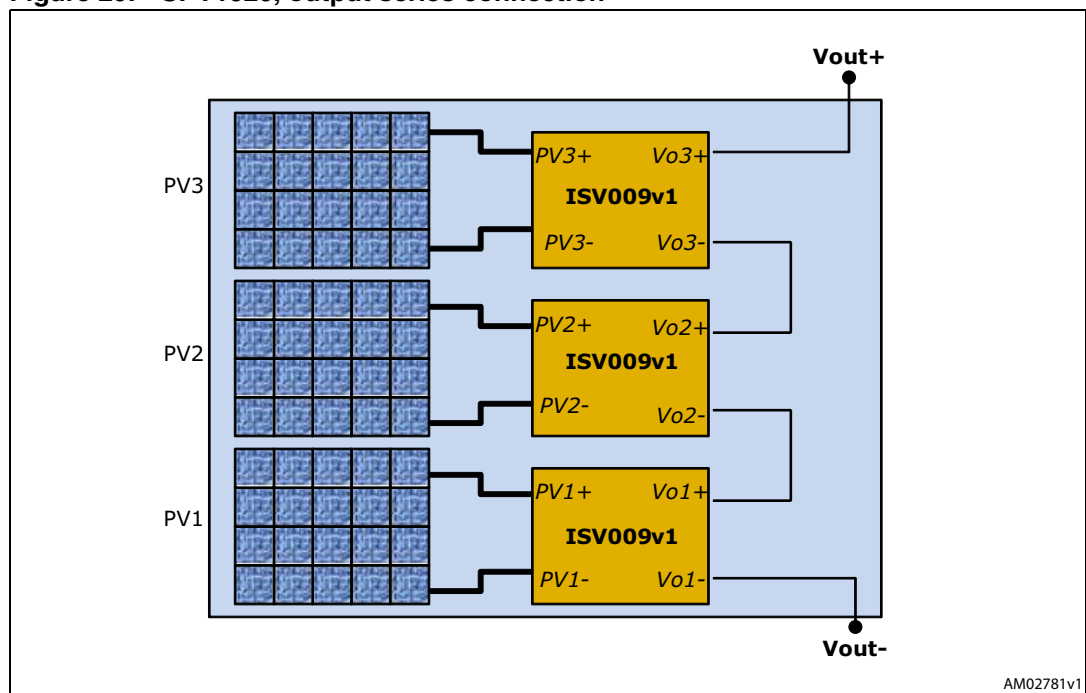 Vout+
PV3
PV3+ Vo3+
ISV009v1
PV3- Vo3-
PV2
PV2+ Vo2+
ISV009v1
PV2- Vo2-
PV1
PV1+ Vo1+
ISV009v1
PV1- Vo1-
Vout-
AM02781v1